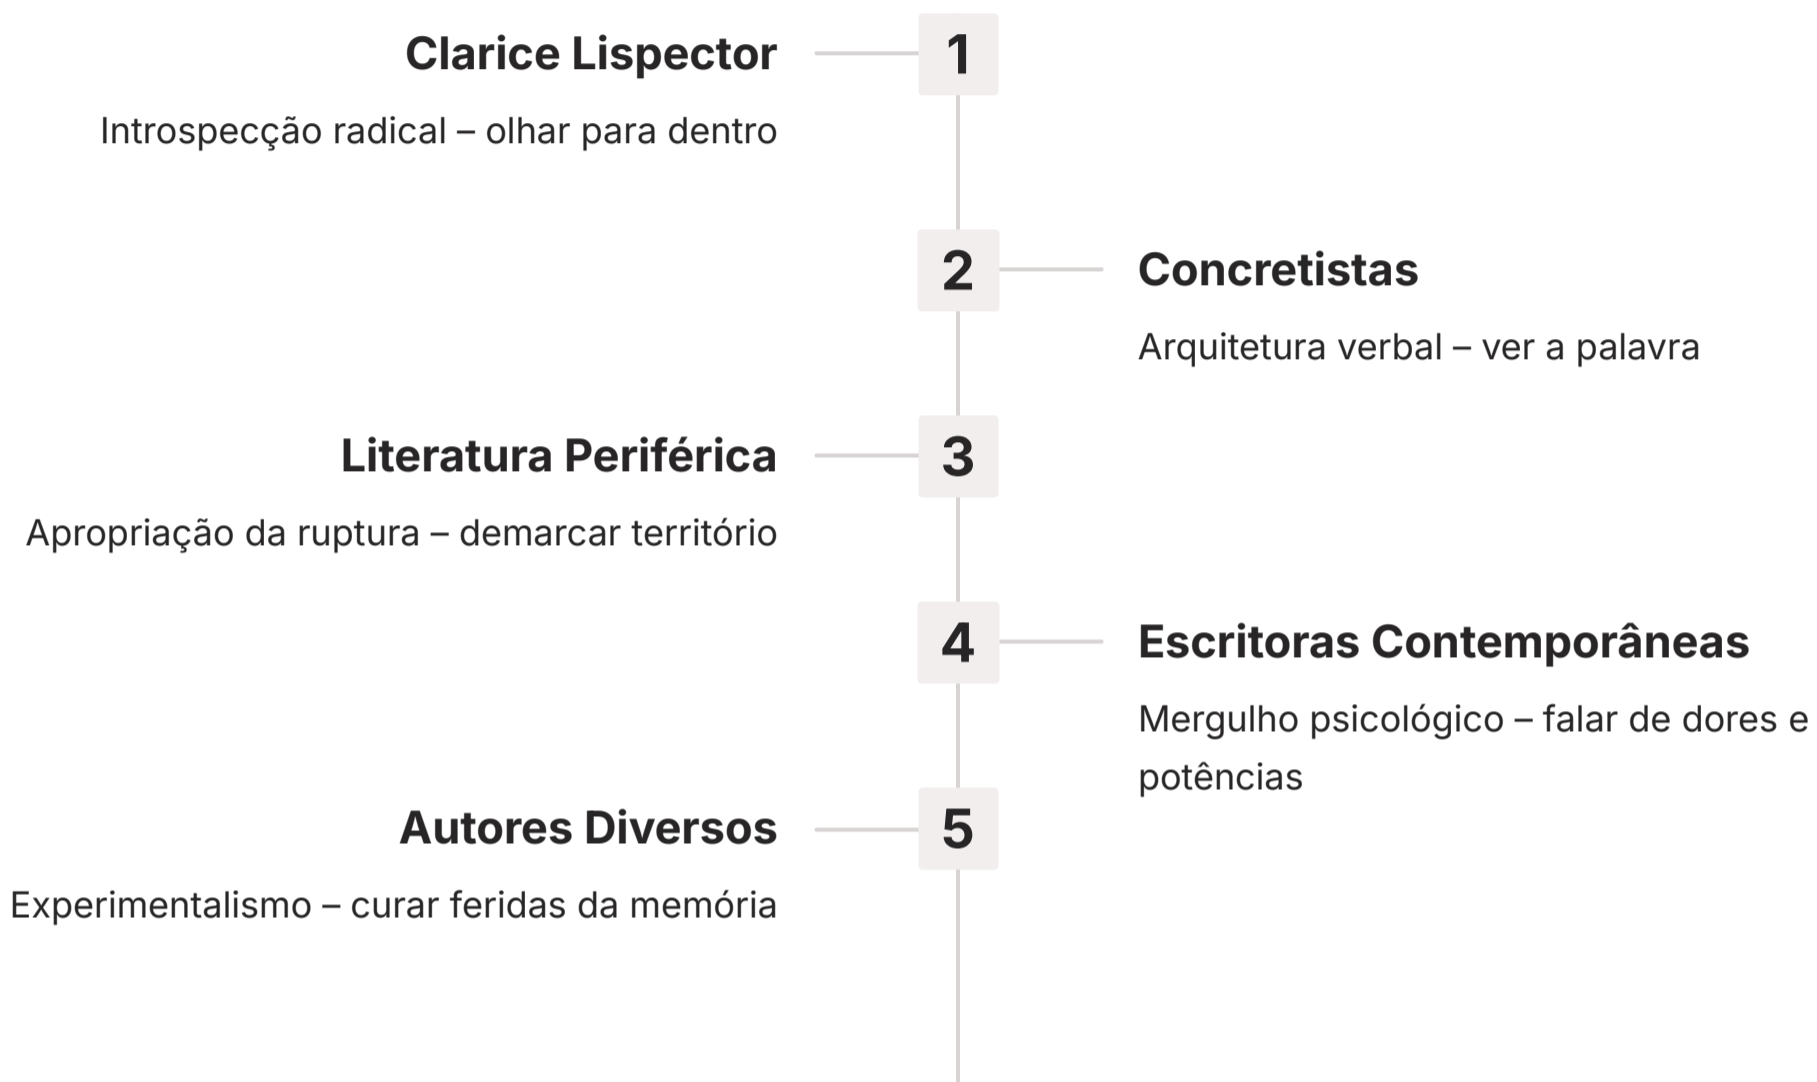 Clarice Lispector
1
Introspecção radical – olhar para dentro
2
Concretistas
Arquitetura verbal – ver a palavra
Literatura Periférica
3
Apropriação da ruptura – demarcar território
4
Escritoras Contemporâneas
Mergulho psicológico – falar de dores e
potências
Autores Diversos
5
Experimentalismo – curar feridas da memória